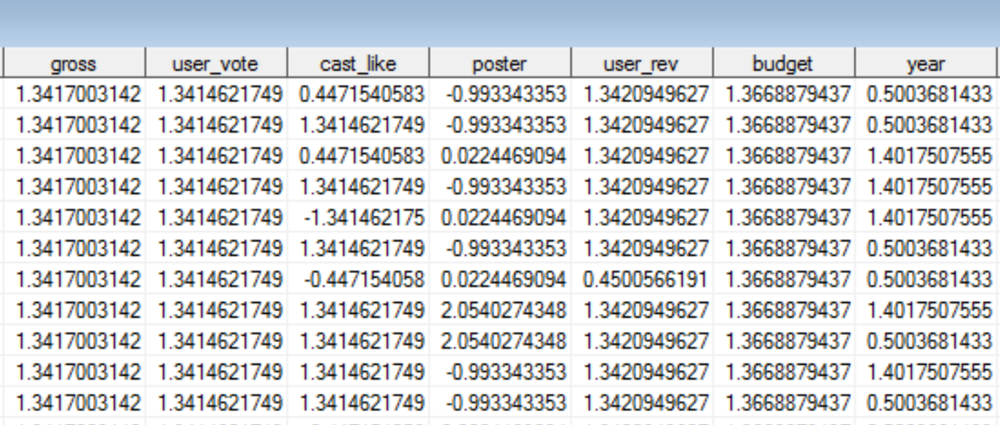 gross user_vote cast_like poster user_rev budget year
1.3417003142 1.3414621749 0.4471540583 -0.993343353 1.3420949627 1.3668879437 0.5003681433
1.3417003142 1.3414621749 1.3414621749 -0.993343353 1.3420949627 1.3668879437 0.5003681433
1.3417003142 1.3414621749 0.4471540583 0.0224469094 1.3420949627 1.3668879437 1.4017507555
1.3417003142 1.3414621749 1.3414621749 -0.993343353 1.3420949627 1.3668879437 1.4017507555
1.3417003142 1.3414621749 -1.341462175 0.0224469094 1.3420949627 1.3668879437 1.4017507555
1.3417003142 1.3414621749 1.3414621749 -0.993343353 1.3420949627 1.3668879437 0.5003681433
1.3417003142 1.3414621749 -0.447154058 0.0224469094 0.4500566191 1.3668879437 0.5003681433
1.3417003142 1.3414621749 1.3414621749 2.0540274348 1.3420949627 1.3668879437 1.4017507555
1.3417003142 1.3414621749 1.3414621749 2.0540274348 1.3420949627 1.3668879437 0.5003681433
1.3417003142 1.3414621749 1.3414621749 -0.993343353 1.3420949627 1.3668879437 1.4017507555
1.3417003142 1.3414621749 1.3414621749 -0.993343353 1.3420949627 1.3668879437 0.5003681433